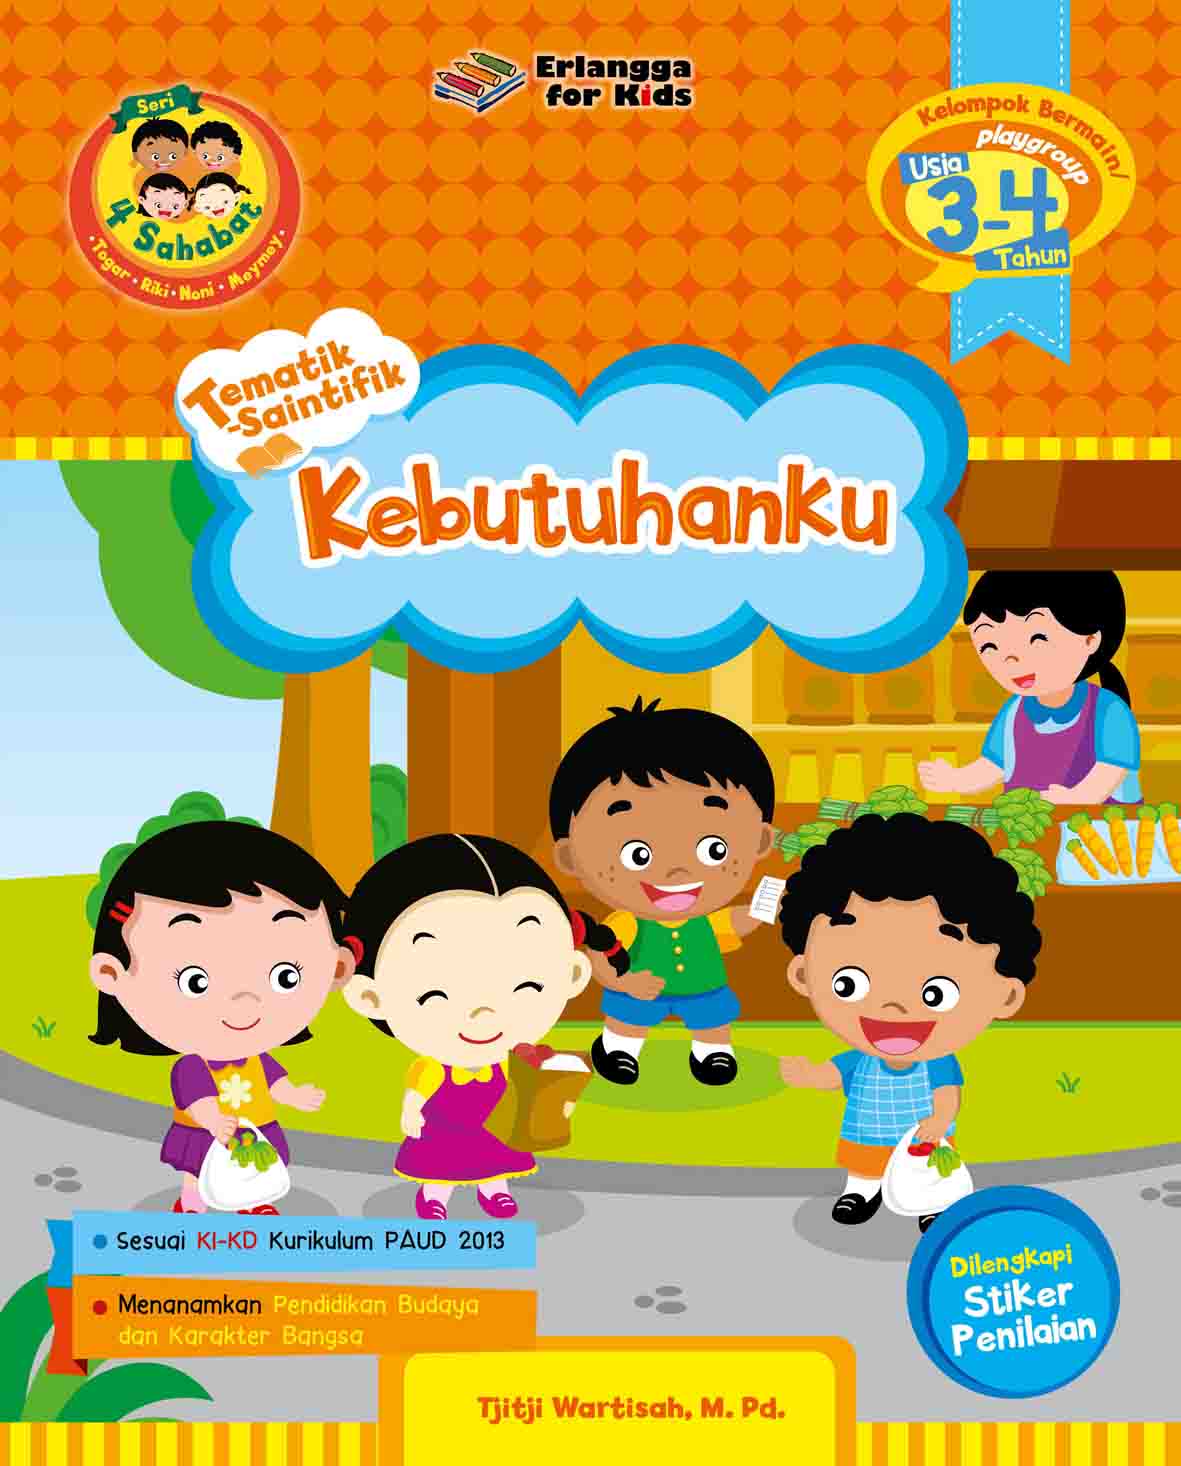 Erlangga
for Kids
Seri
4 Sahabat
• Togar • Riki • Noni • Meymey •
Kelompok Bermain/
playgroup
Usia
3-4
Tahun
Tematik
-Saintifik
Kebutuhanku
• Sesuai KI-KD Kurikulum PAUD 2013
• Menanamkan Pendidikan Budaya
dan Karakter Bangsa
Dilengkapi
Stiker
Penilaian
Tjitji Wartisah, M. Pd.